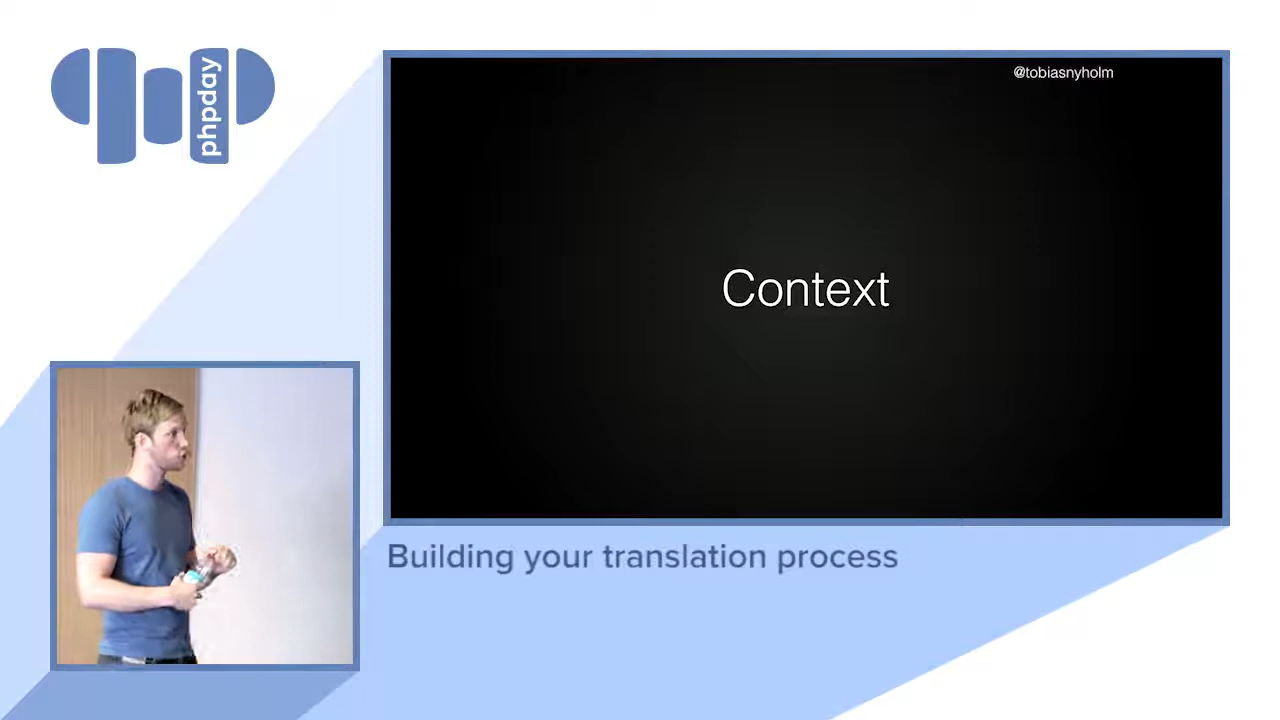 phpday
@tobiasnyholm
Context
Building your translation process